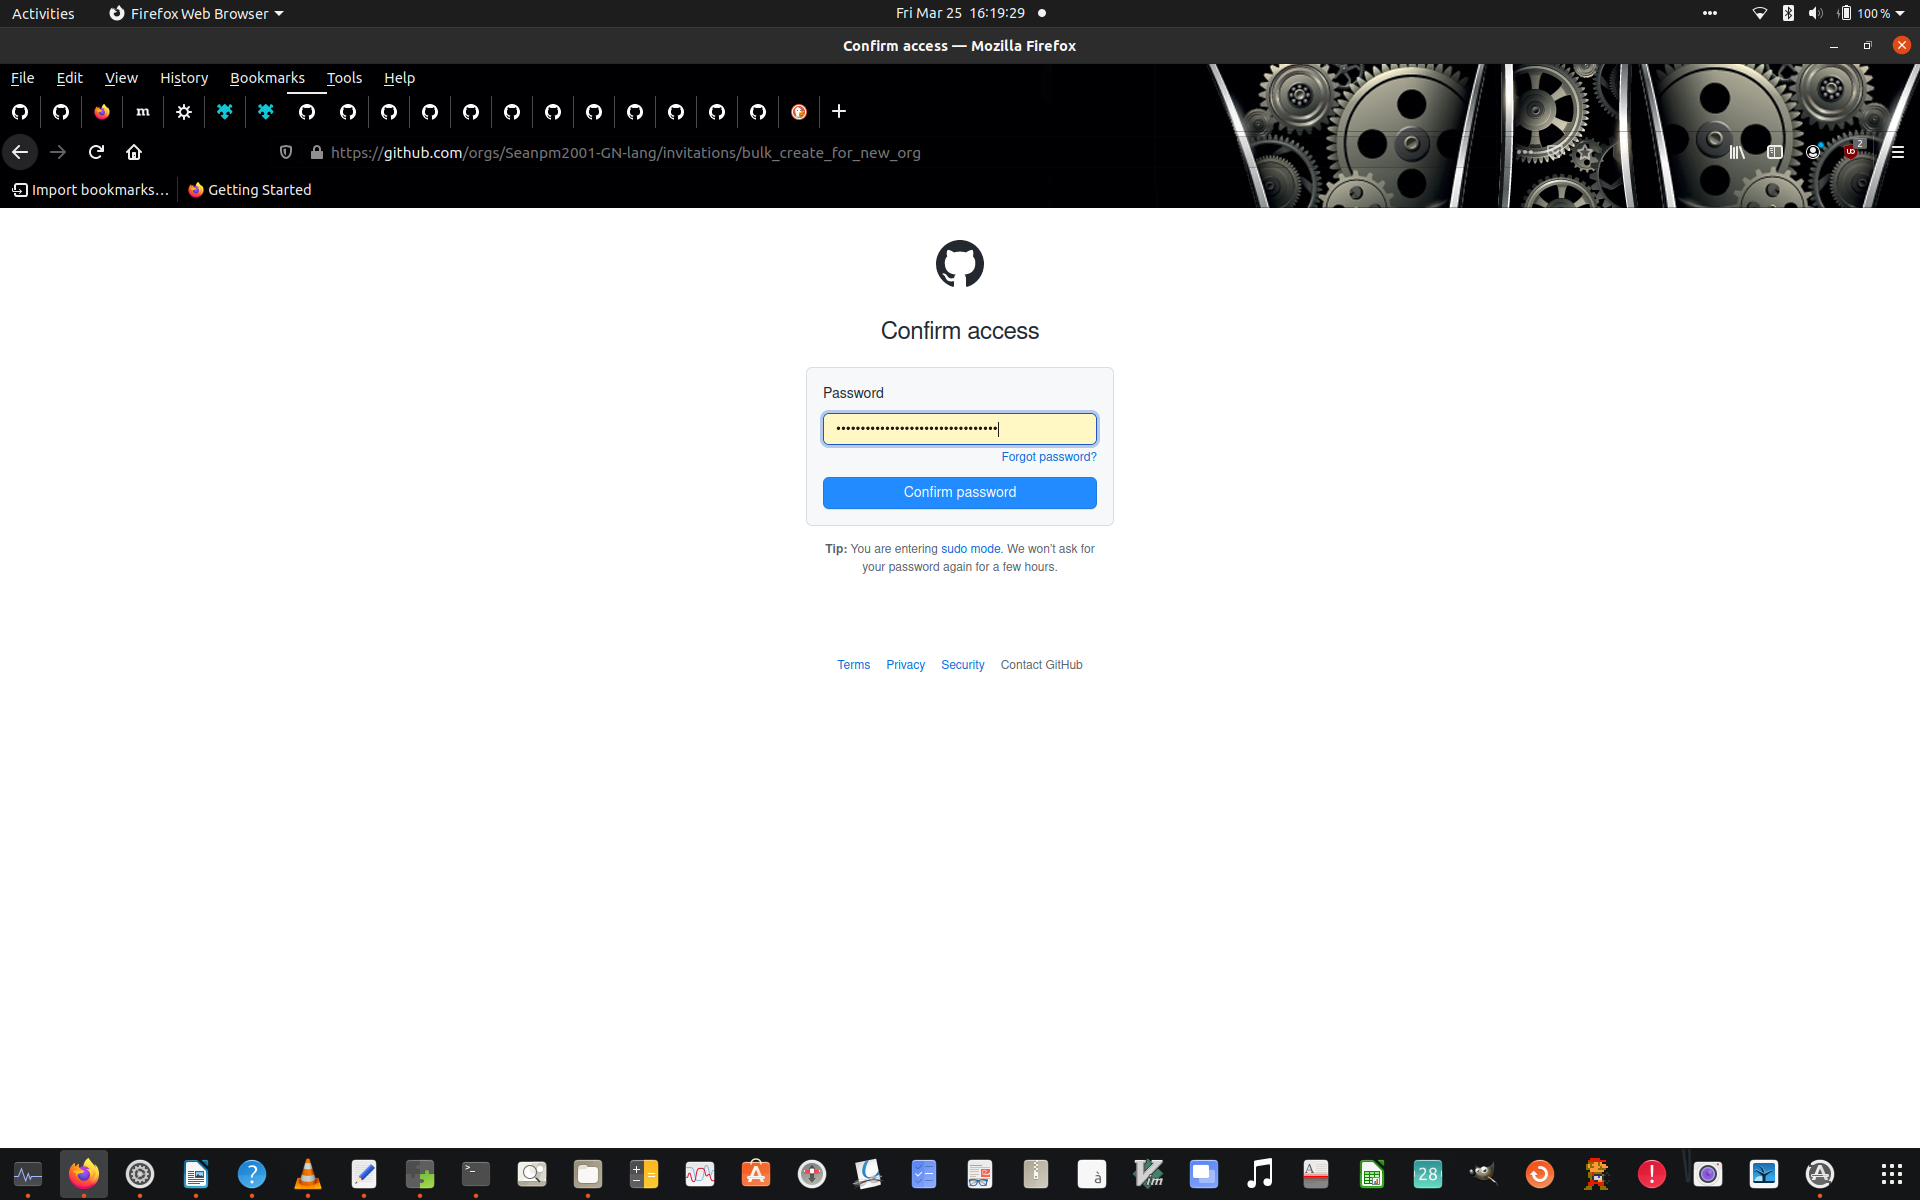 Activities
Firefox Web Browser
Fri Mar 25 16:19:29
100 %
Confirm access — Mozilla Firefox
File Edit View History Bookmarks Tools Help
m
https://github.com/orgs/Seanpm2001-GN-lang/invitations/bulk_create_for_new_org
2
Import bookmarks...
Getting Started
Confirm access
Password
Forgot password?
Confirm password
Tip: You are entering sudo mode. We won't ask for
your password again for a few hours.
Terms Privacy Security Contact GitHub
28